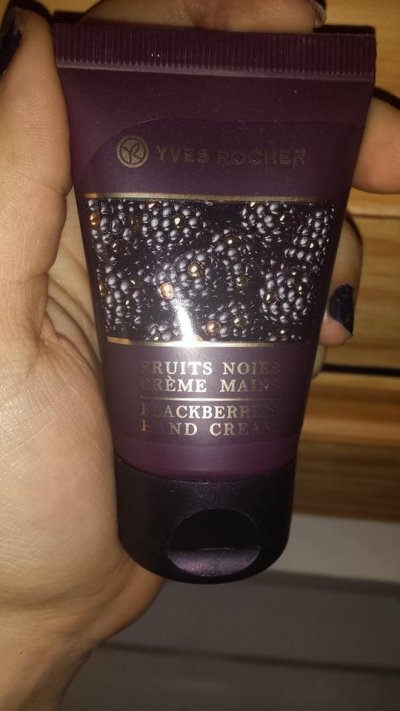 YVES ROCHER
FRUITS NOIRS
CRÈME MAINS
BLACKBERRIES
HAND CREAM